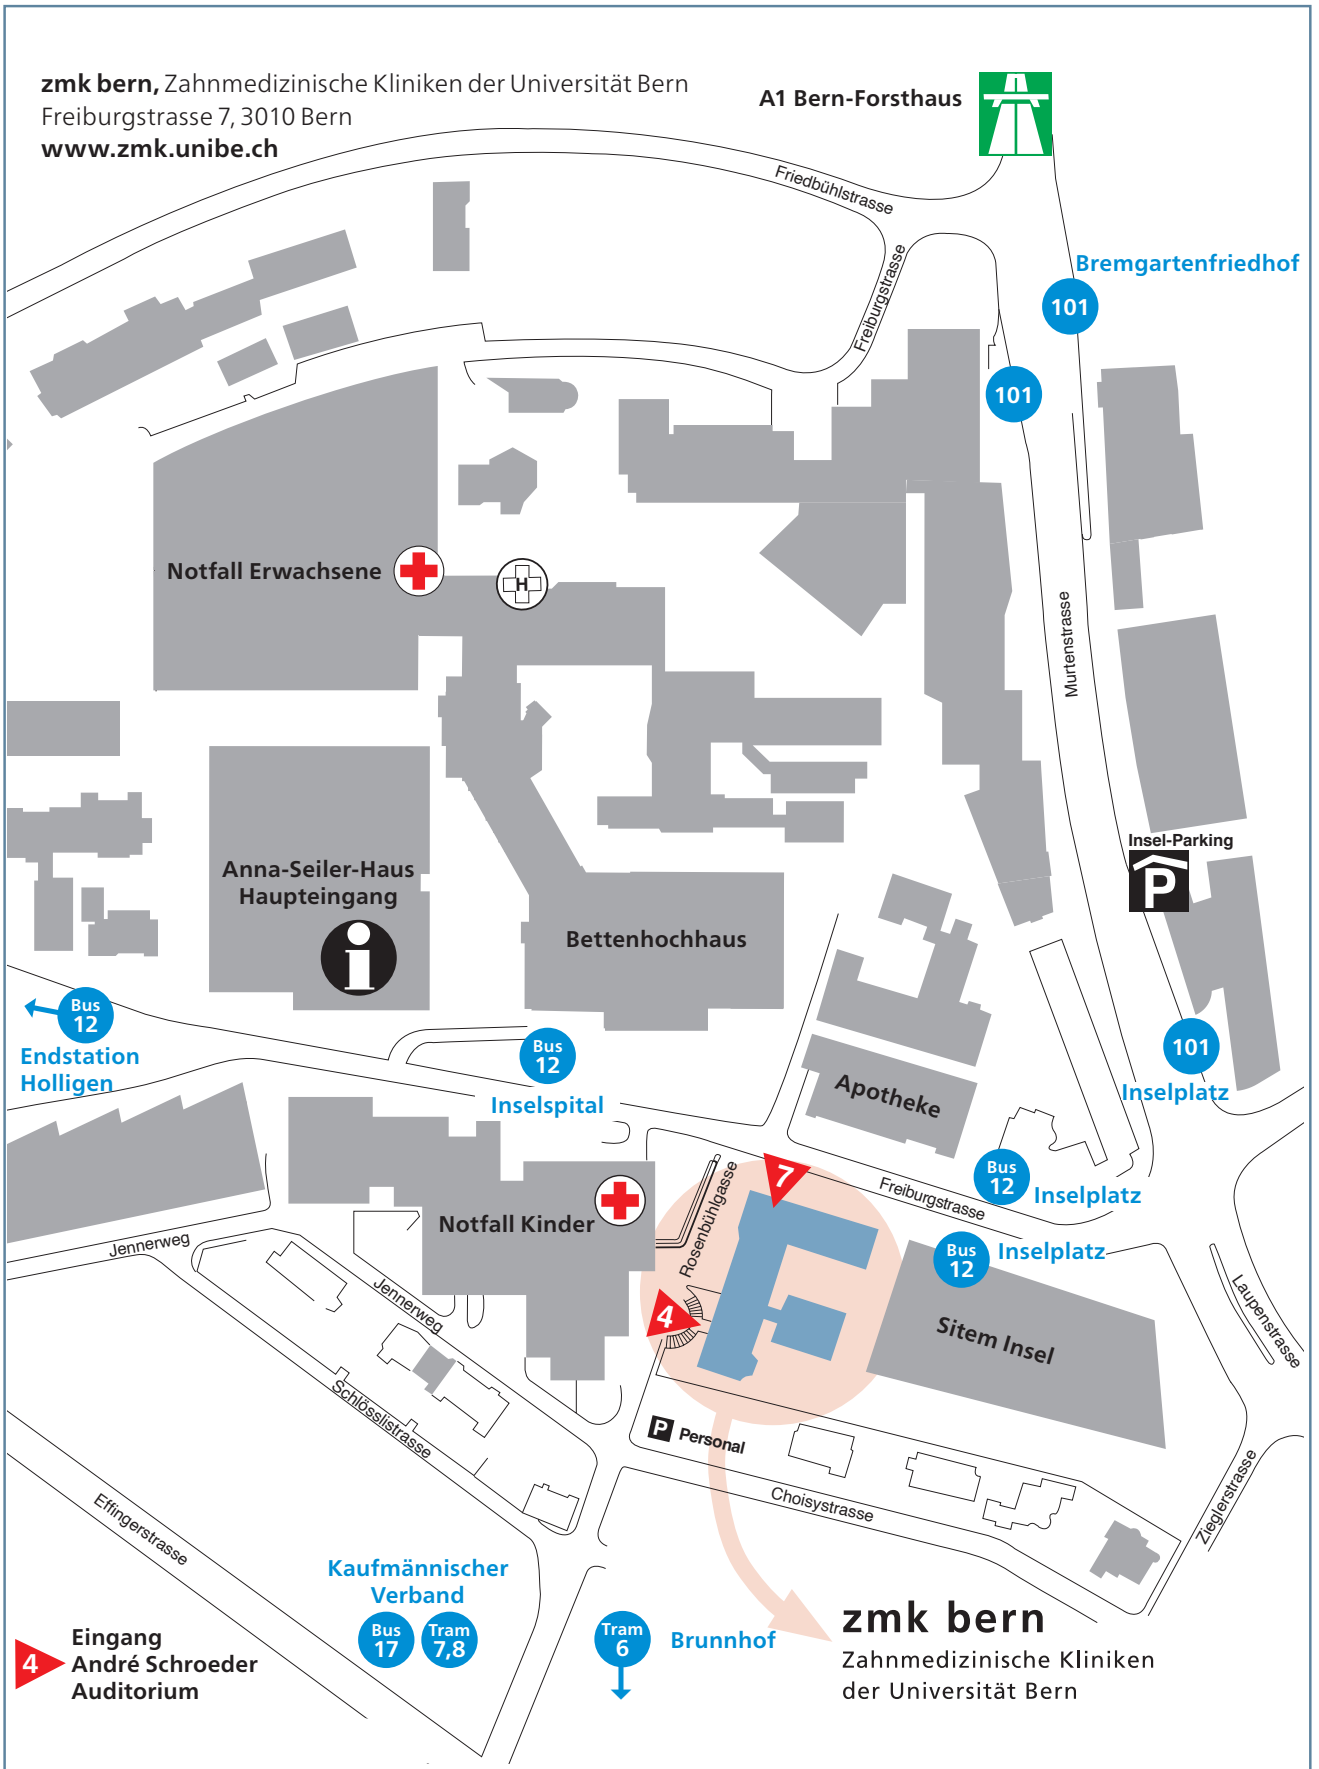 zmk bern, Zahnmedizinische Kliniken der Universität Bern
Freiburgstrasse 7, 3010 Bern
www.zmk.unibe.ch
A1 Bern-Forsthaus
Friedbühlstrasse
Freiburgstrasse
Bremgartenfriedhof
101
101
Notfall Erwachsene
H
Murtenstrasse
Insel-Parking
P
Anna-Seiler-Haus
Haupteingang
i
Bettenhochhaus
Bus
12
Endstation
Holligen
Bus
12
Inselspital
Apotheke
101
Inselplatz
Bus
12
Inselplatz
7
Rosenbühlgasse
Freiburgstrasse
Notfall Kinder
Jennerweg
Bus
12
Inselplatz
Jennerweg
4
Sitem Insel
Laupenstrasse
Schlösslistrasse
P Personal
Choisystrasse
Zieglerstrasse
Effingerstrasse
Kaufmännischer
Verband
Bus
17
Tram
7,8
Tram
6
Brunnhof
4
Eingang
André Schroeder
Auditorium
zmk bern
Zahnmedizinische Kliniken
der Universität Bern